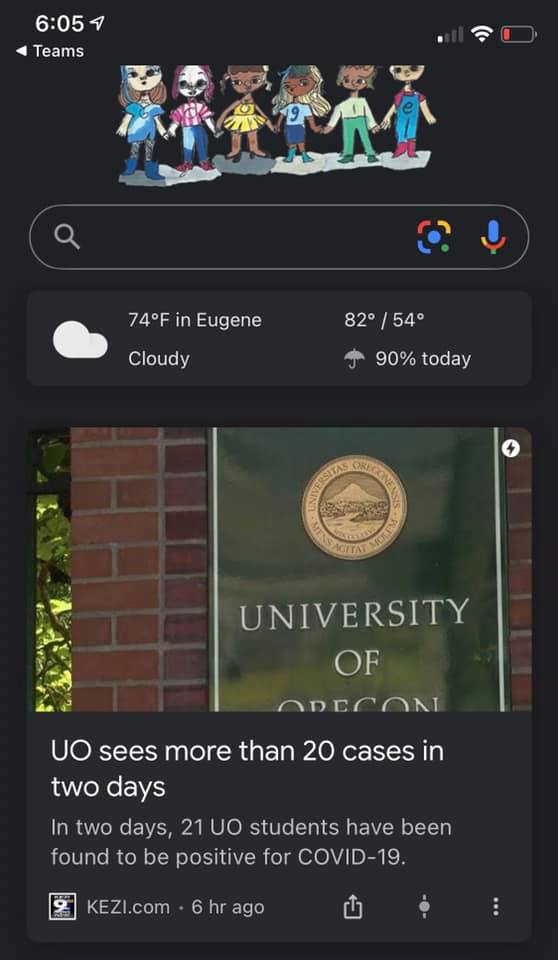 6:05
◀ Teams
G o o g l e
74°F in Eugene
82° / 54°
Cloudy
90% today
UNIVERSITAS OREGONENSIS
MENS AGITAT MOLEM
UNIVERSITY
OF
OREGON
UO sees more than 20 cases in
two days
In two days, 21 UO students have been
found to be positive for COVID-19.
9
KEZI.com • 6 hr ago